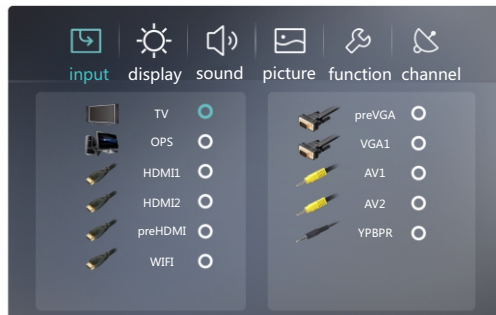 input display sound picture function channel
TV
OPS
HDMI1
HDMI2
preHDMI
WIFI
preVGA
VGA1
AV1
AV2
YPBPR